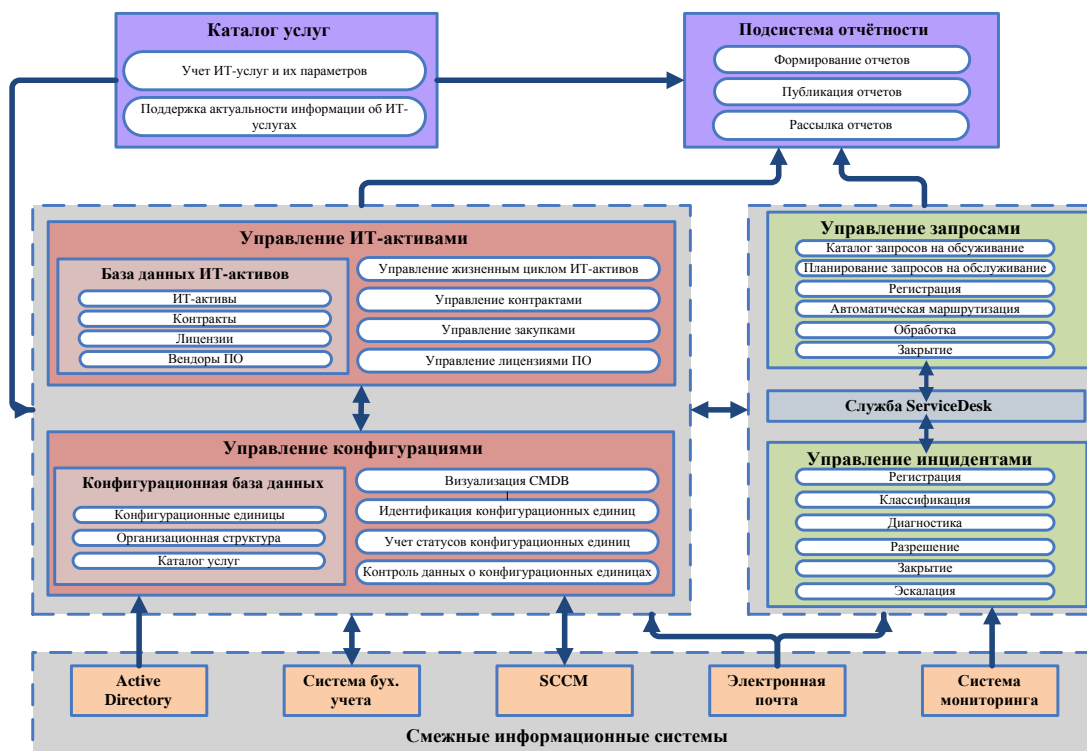 Каталог услуг
Учет ИТ-услуг и их параметров
Поддержка актуальности информации об ИТ-
услугах
Подсистема отчётности
Формирование отчетов
Публикация отчетов
Рассылка отчетов
Управление ИТ-активами
База данных ИТ-активов
ИТ-активы
Контракты
Лицензии
Вендоры ПО
Управление жизненным циклом ИТ-активов
Управление контрактами
Управление закупками
Управление лицензиями ПО
Управление конфигурациями
Конфигурационная база данных
Конфигурационные единицы
Организационная структура
Каталог услуг
Визуализация CMDB
Идентификация конфигурационных единиц
Учет статусов конфигурационных единиц
Контроль данных о конфигурационных единицах
Управление запросами
Каталог запросов на обсуживание
Планирование запросов на обслуживание
Регистрация
Автоматическая маршрутизация
Обработка
Закрытие
Служба ServiceDesk
Управление инцидентами
Регистрация
Классификация
Диагностика
Разрешение
Закрытие
Эскалация
Active
Directory
Система бух.
учета
SCCM
Электронная
почта
Система
мониторинга
Смежные информационные системы